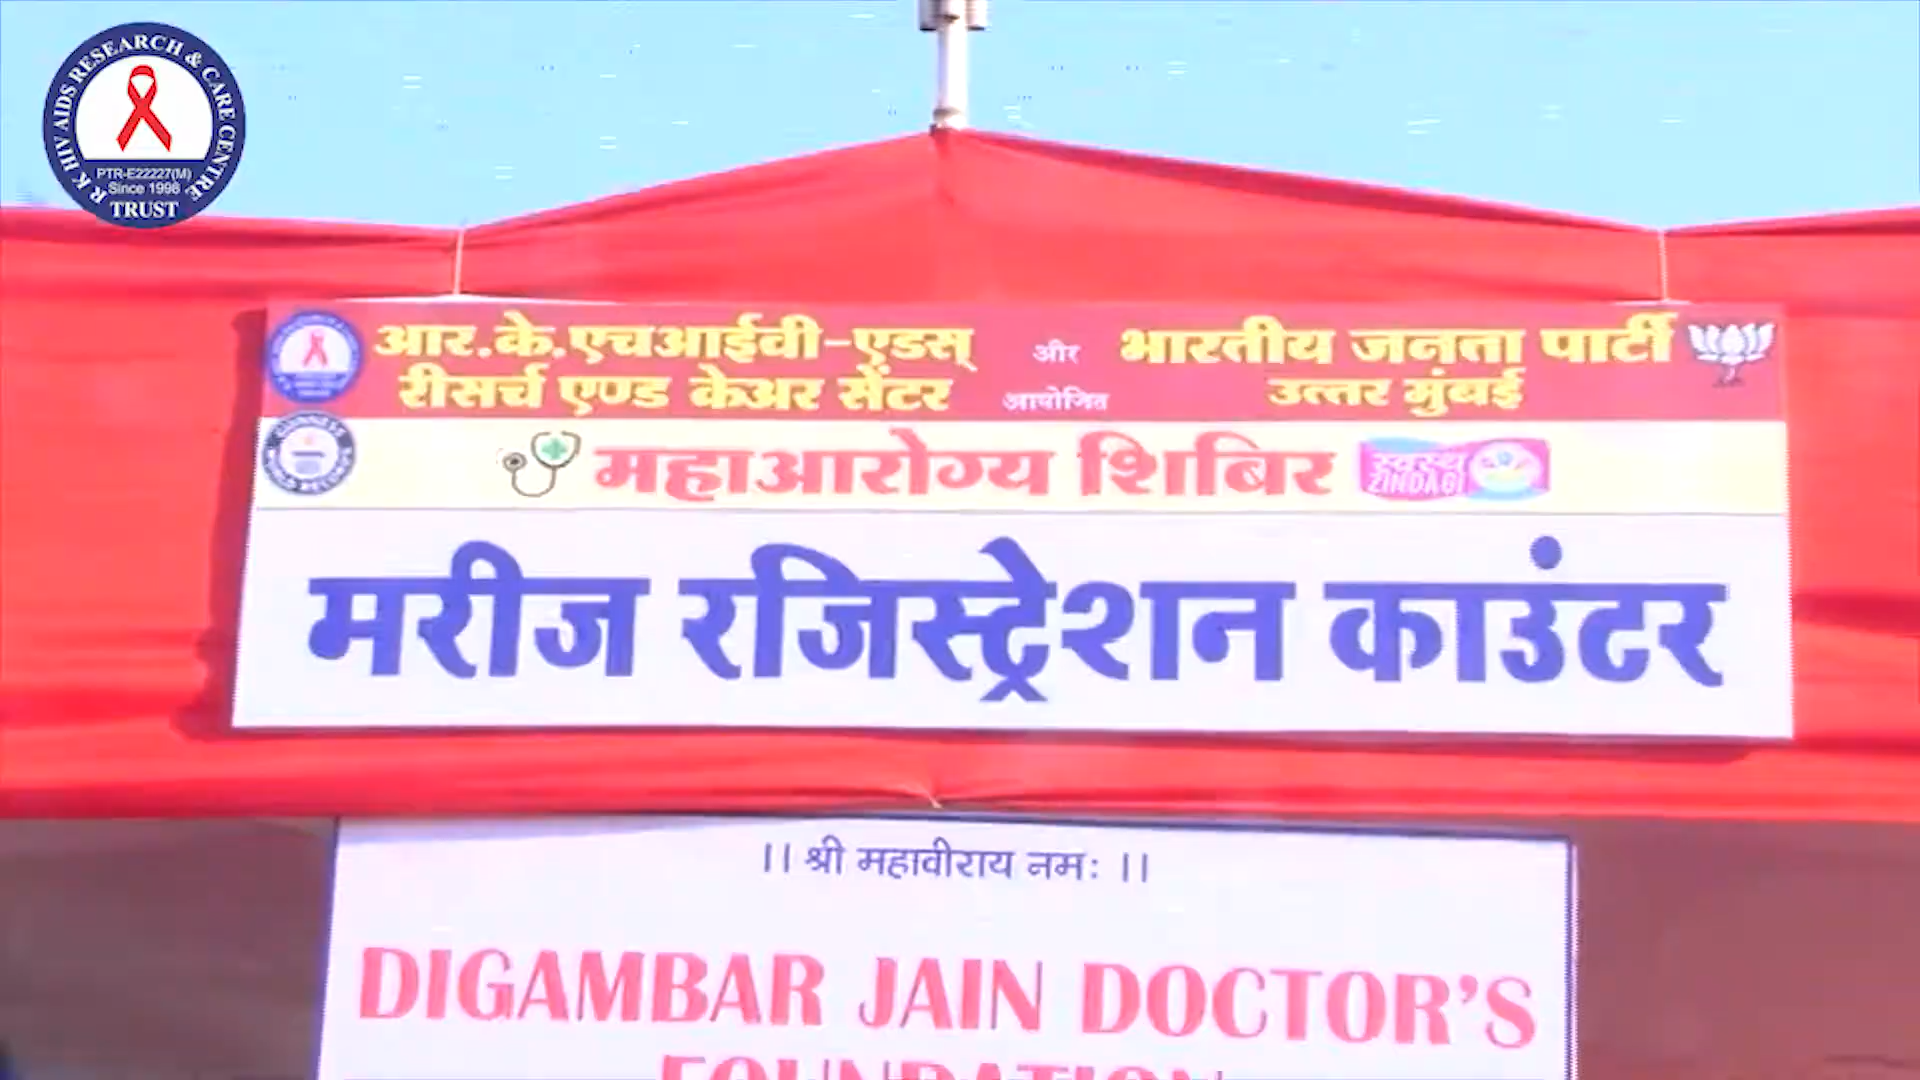 R K HIV AIDS RESEARCH & CARE CENTRE
PTR-E22227(M)
Since 1998
TRUST
आर.के.एचआईवी-एडस् और भारतीय जनता पार्टी
रीसर्च एण्ड केअर सेंटर आयोजित उत्तर मुंबई
महाआरोग्य शिबिर
स्वस्थ
ZINDAGI
मरीज रजिस्ट्रेशन काउंटर
।। श्री महावीराय नमः ।।
DIGAMBAR JAIN DOCTOR'S
FOUNDATION